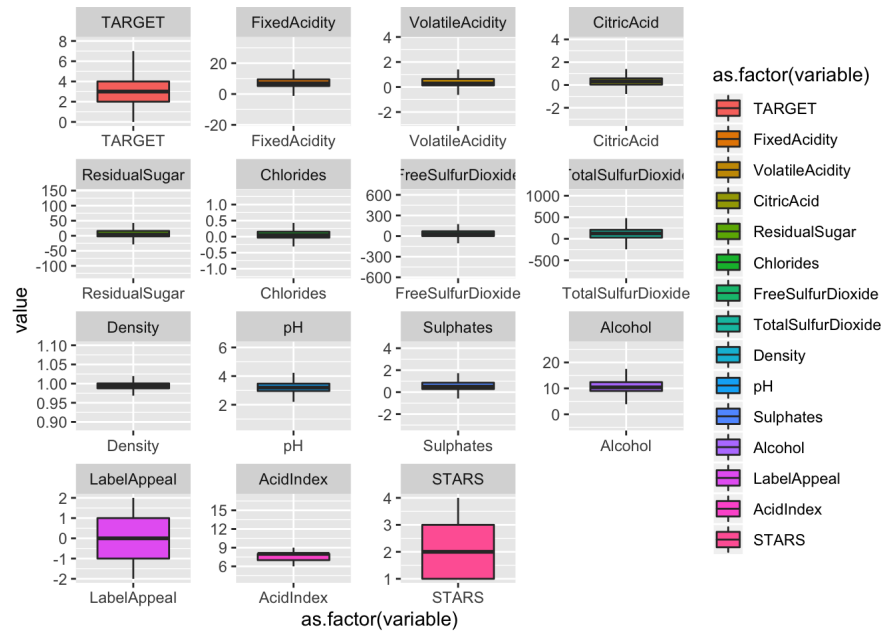 TARGET
FixedAcidity
VolatileAcidity
CitricAcid
8
6
4
2
0
20
0
-20
4
2
0
-2
4
2
0
-2
TARGET
FixedAcidity
VolatileAcidity
CitricAcid
ResidualSugar
Chlorides
FreeSulfurDioxide
TotalSulfurDioxide
150
100
50
0
-50
-100
1.0
0.5
0.0
-0.5
-1.0
600
300
0
-300
-600
1000
500
0
-500
ResidualSugar
Chlorides
FreeSulfurDioxide
TotalSulfurDioxide
Density
pH
Sulphates
Alcohol
1.10
1.05
1.00
0.95
0.90
6
4
2
4
2
0
-2
20
10
0
Density
pH
Sulphates
Alcohol
LabelAppeal
AcidIndex
STARS
2
1
0
-1
-2
15
12
9
6
4
3
2
1
LabelAppeal
AcidIndex
STARS
value
as.factor(variable)
as.factor(variable)
TARGET
FixedAcidity
VolatileAcidity
CitricAcid
ResidualSugar
Chlorides
FreeSulfurDioxide
TotalSulfurDioxide
Density
pH
Sulphates
Alcohol
LabelAppeal
AcidIndex
STARS